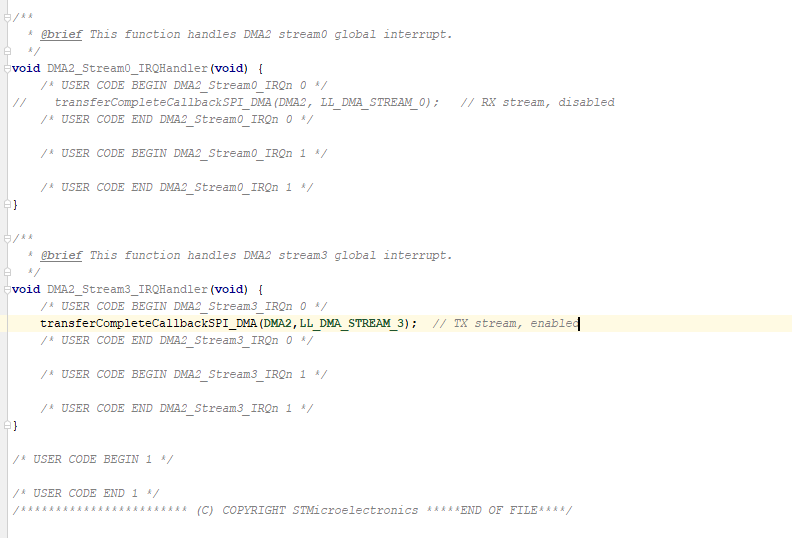 /**
 * @brief This function handles DMA2 stream0 global interrupt.
 */
void DMA2_Stream0_IRQHandler(void) {
    /* USER CODE BEGIN DMA2_Stream0_IRQn 0 */
//    transferCompleteCallbackSPI_DMA(DMA2, LL_DMA_STREAM_0);   // RX stream, disabled
    /* USER CODE END DMA2_Stream0_IRQn 0 */
    /* USER CODE BEGIN DMA2_Stream0_IRQn 1 */
    /* USER CODE END DMA2_Stream0_IRQn 1 */
}
/**
 * @brief This function handles DMA2 stream3 global interrupt.
 */
void DMA2_Stream3_IRQHandler(void) {
    /* USER CODE BEGIN DMA2_Stream3_IRQn 0 */
    transferCompleteCallbackSPI_DMA(DMA2,LL_DMA_STREAM_3);  // TX stream, enabled
    /* USER CODE END DMA2_Stream3_IRQn 0 */
    /* USER CODE BEGIN DMA2_Stream3_IRQn 1 */
    /* USER CODE END DMA2_Stream3_IRQn 1 */
}
/* USER CODE BEGIN 1 */
/* USER CODE END 1 */
/************************ (C) COPYRIGHT STMicroelectronics *****END OF FILE****/